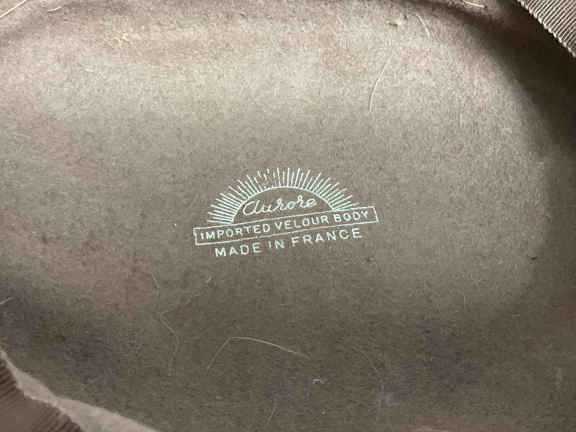 Aurore
IMPORTED VELOUR BODY
MADE IN FRANCE